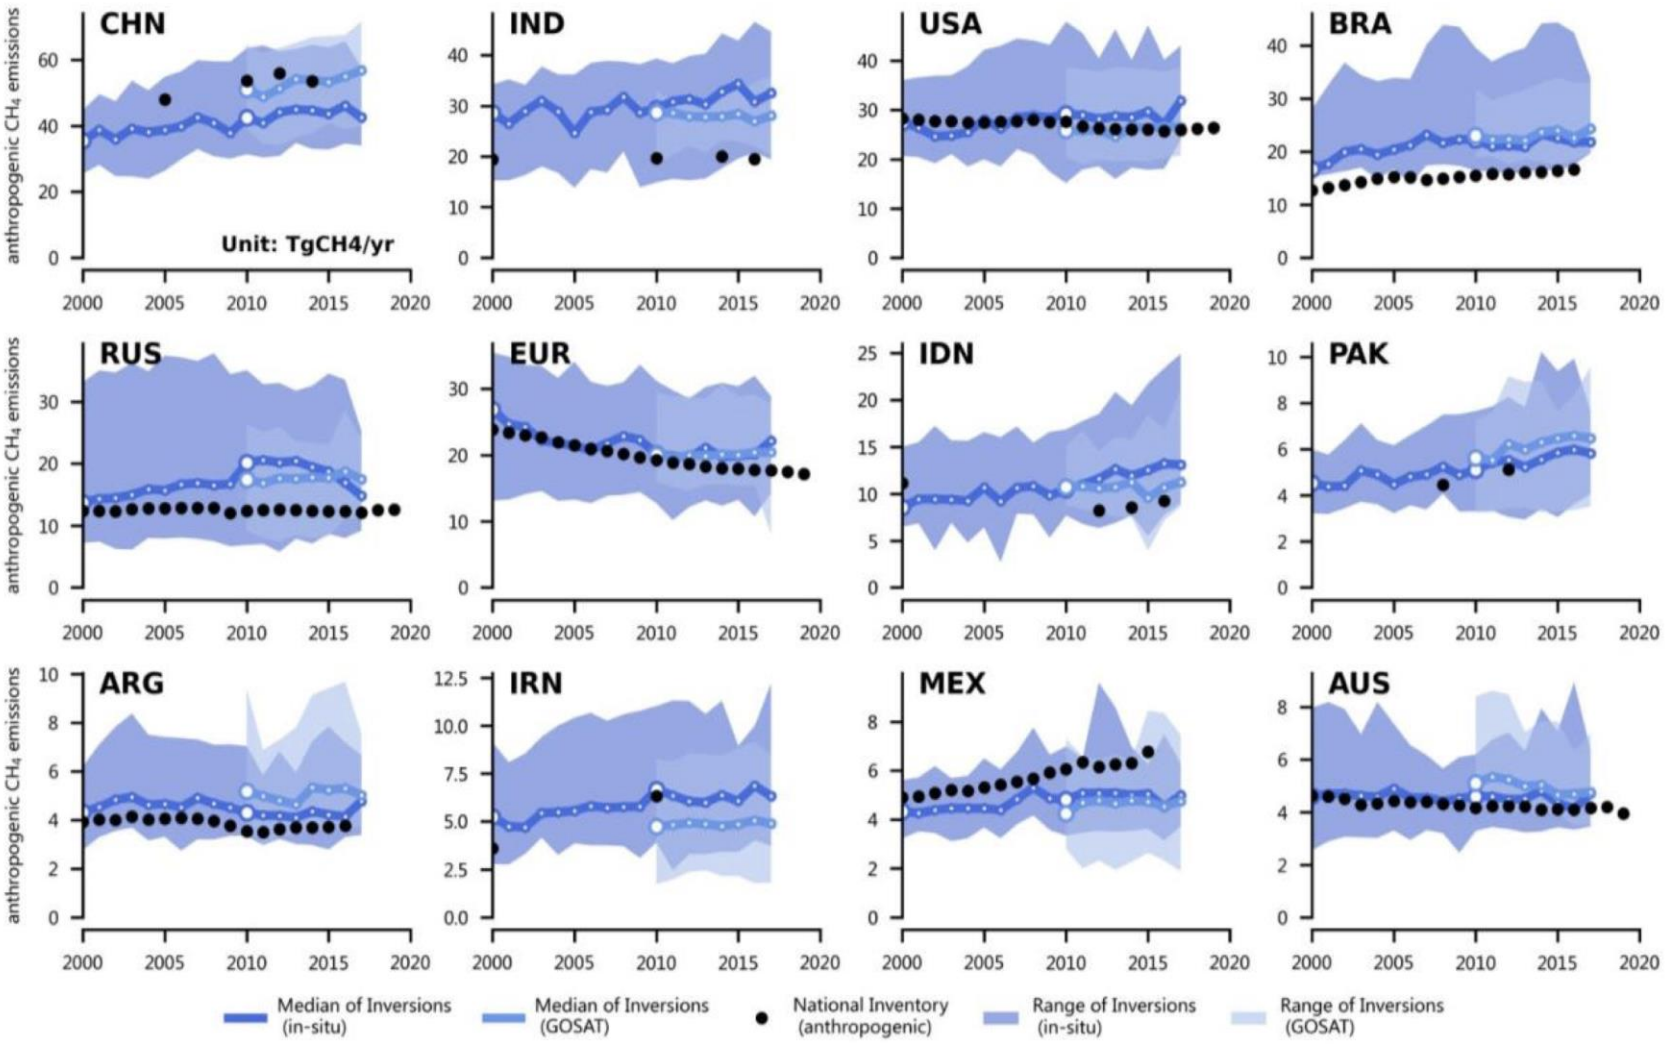 CHN
IND
USA
BRA
anthropogenic CH4 emissions
60
40
20
0
40
30
20
10
0
40
30
20
10
0
40
30
20
10
0
Unit: TgCH4/yr
2000 2005 2010 2015 2020
2000 2005 2010 2015 2020
2000 2005 2010 2015 2020
2000 2005 2010 2015 2020
RUS
EUR
IDN
PAK
anthropogenic CH4 emissions
30
20
10
0
30
20
10
0
25
20
15
10
5
0
10
8
6
4
2
0
2000 2005 2010 2015 2020
2000 2005 2010 2015 2020
2000 2005 2010 2015 2020
2000 2005 2010 2015 2020
ARG
IRN
MEX
AUS
anthropogenic CH4 emissions
10
8
6
4
2
0
12.5
10.0
7.5
5.0
2.5
0.0
8
6
4
2
0
8
6
4
2
0
2000 2005 2010 2015 2020
2000 2005 2010 2015 2020
2000 2005 2010 2015 2020
2000 2005 2010 2015 2020
Median of Inversions
(in-situ)
Median of Inversions
(GOSAT)
National Inventory
(anthropogenic)
Range of Inversions
(in-situ)
Range of Inversions
(GOSAT)